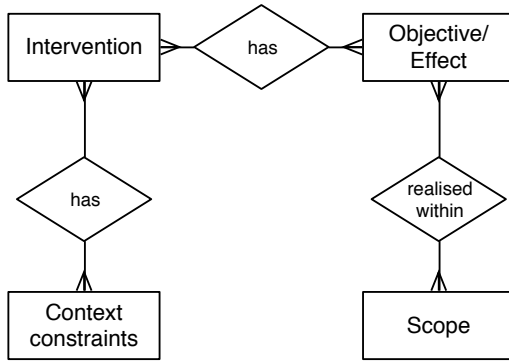 Intervention
has
Objective/
Effect
has
realised
within
Context
constraints
Scope